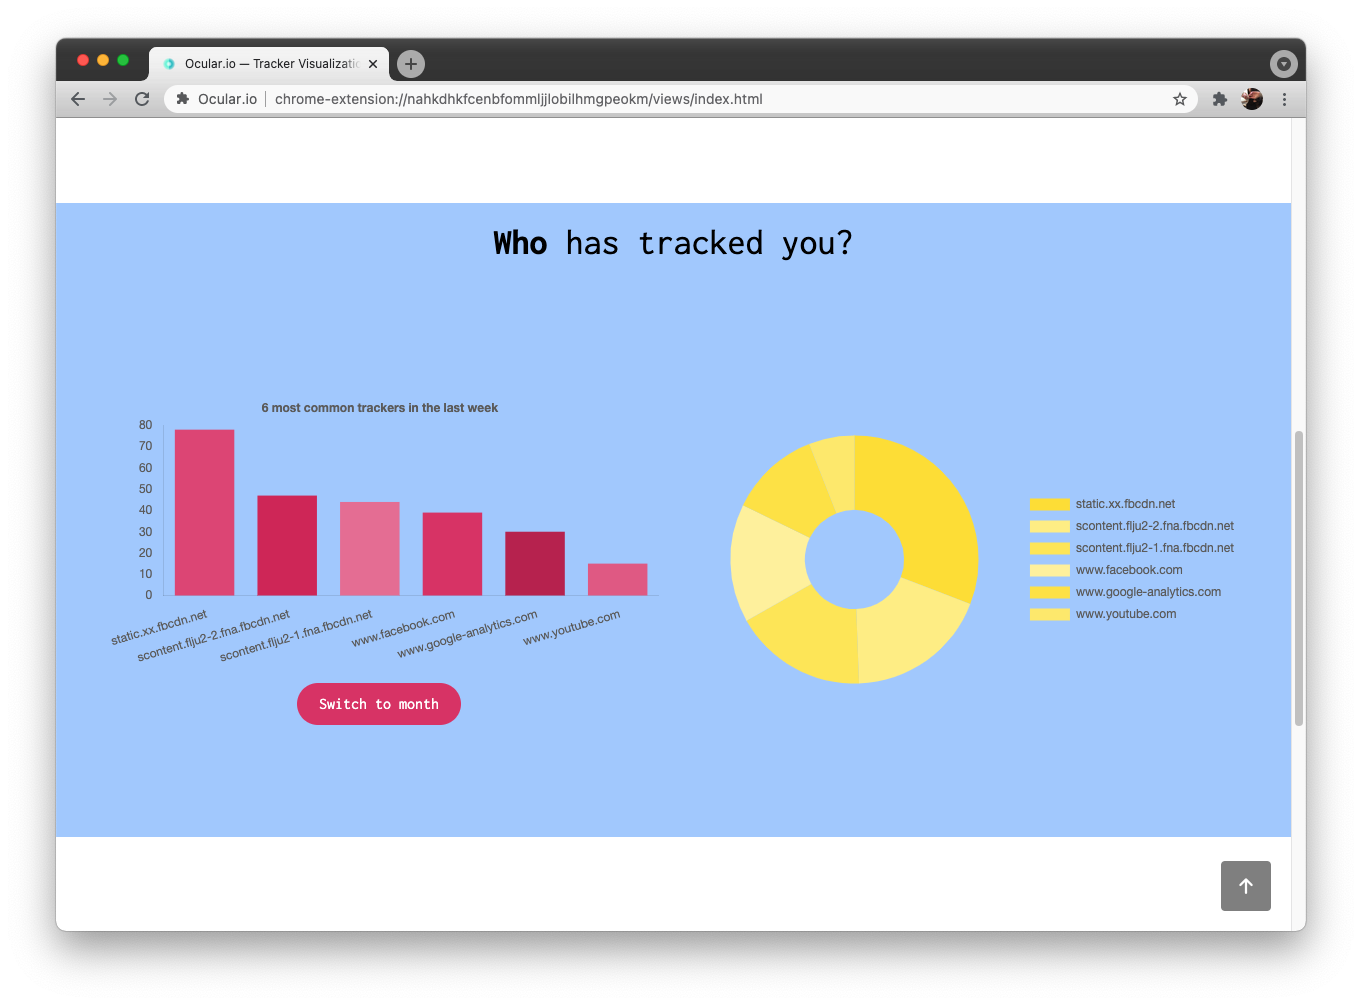 Ocular.io — Tracker Visualizatio
Ocular.io
chrome-extension://nahkdhkfcenbfommljjlobilhmgpeokm/views/index.html
Who has tracked you?
6 most common trackers in the last week
80
70
60
50
40
30
20
10
0
static.xx.fbcdn.net
scontent.flju2-2.fna.fbcdn.net
scontent.flju2-1.fna.fbcdn.net
www.facebook.com
www.google-analytics.com
www.youtube.com
Switch to month
static.xx.fbcdn.net
scontent.flju2-2.fna.fbcdn.net
scontent.flju2-1.fna.fbcdn.net
www.facebook.com
www.google-analytics.com
www.youtube.com